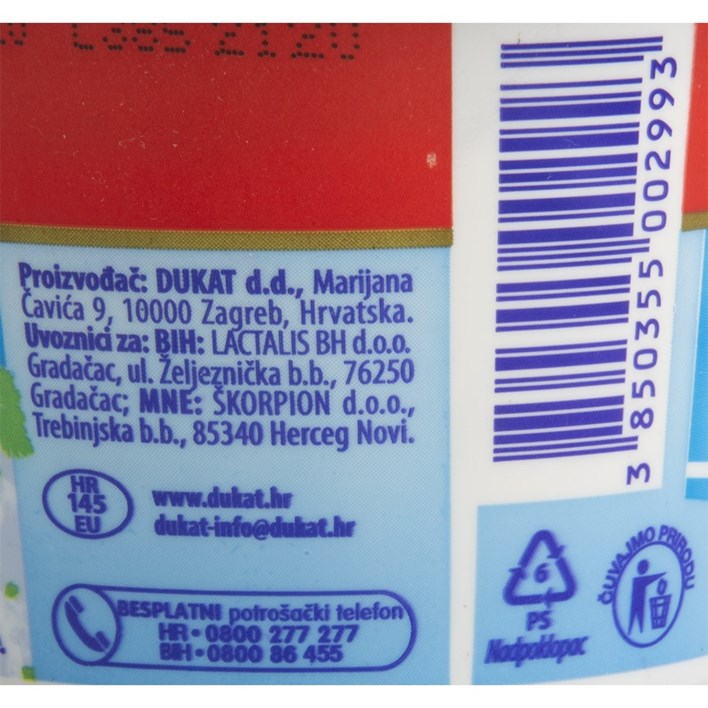 Proizvođač: DUKAT d.d., Marijana
Čavića 9, 10000 Zagreb, Hrvatska.
Uvoznici za: BIH: LACTALIS BH d.o.o.
Gradačac, ul. Željeznička b.b., 76250
Gradačac; MNE: ŠKORPION d.o.o.,
Trebinjska b.b., 85340 Herceg Novi.
HR
145
EU
www.dukat.hr
dukat-info@dukat.hr
BESPLATNI potrošački telefon
HR • 0800 277 277
BIH • 0800 86 455
3 850355 002993
6
PS
Nadpoklopac
ČUVAJMO PRIRODU